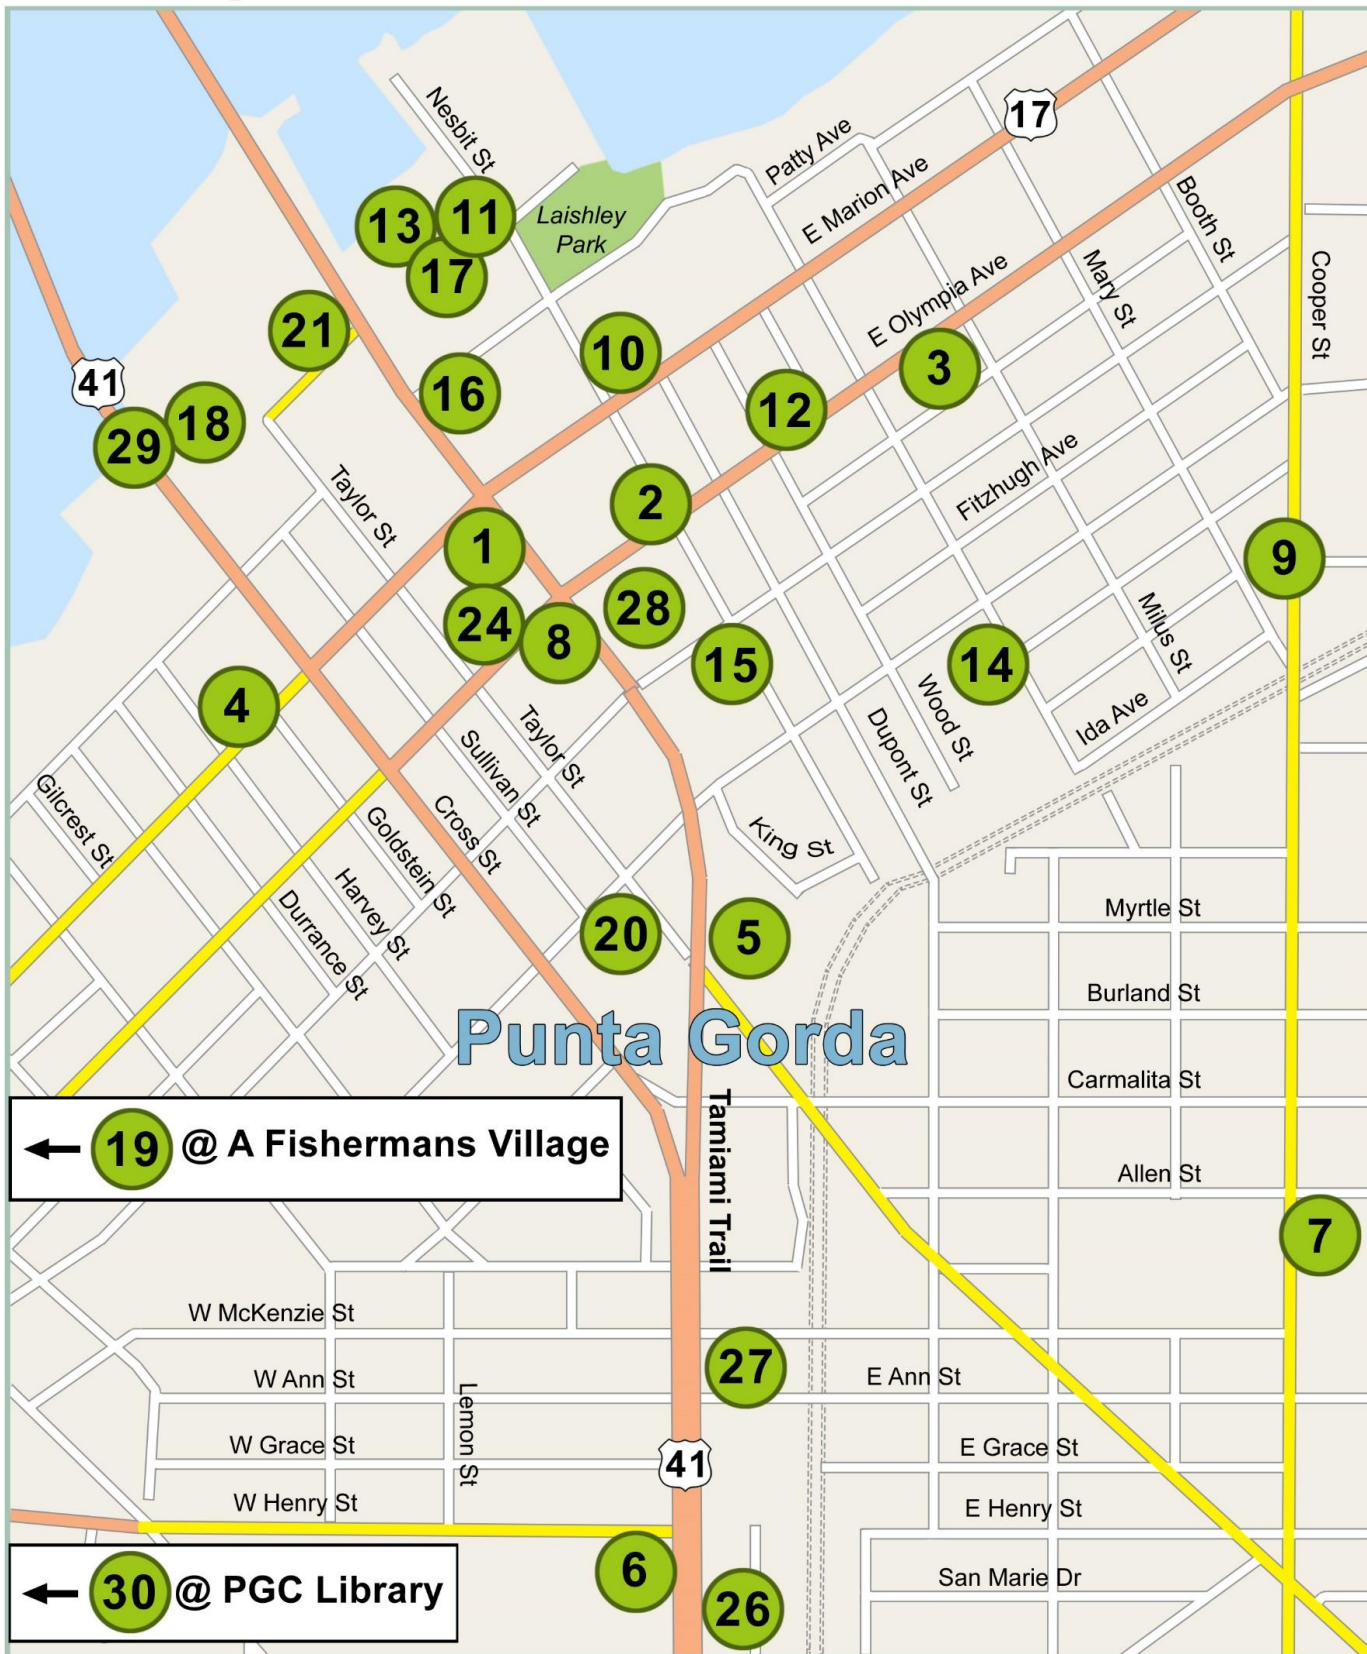 17
Nesbit St
Patty Ave
E Marion Ave
Booth St
13
11
Laishley
Park
17
E Olympia Ave
Mary St
Cooper St
21
10
3
41
16
12
18
29
Taylor St
Fitzhugh Ave
2
1
9
28
24
8
15
14
Milus St
4
Wood St
Ida Ave
Dupont St
Taylor St
Sullivan St
Cross St
Goldstein St
Gilcrest St
Harvey St
Durrance St
King St
20
5
Myrtle St
Burland St
Punta Gorda
Carmalita St
Tamiami Trail
19 @ A Fishermans Village
Allen St
7
W McKenzie St
27
W Ann St
E Ann St
Lemon St
W Grace St
E Grace St
41
W Henry St
E Henry St
6
San Marie Dr
30 @ PGC Library
26